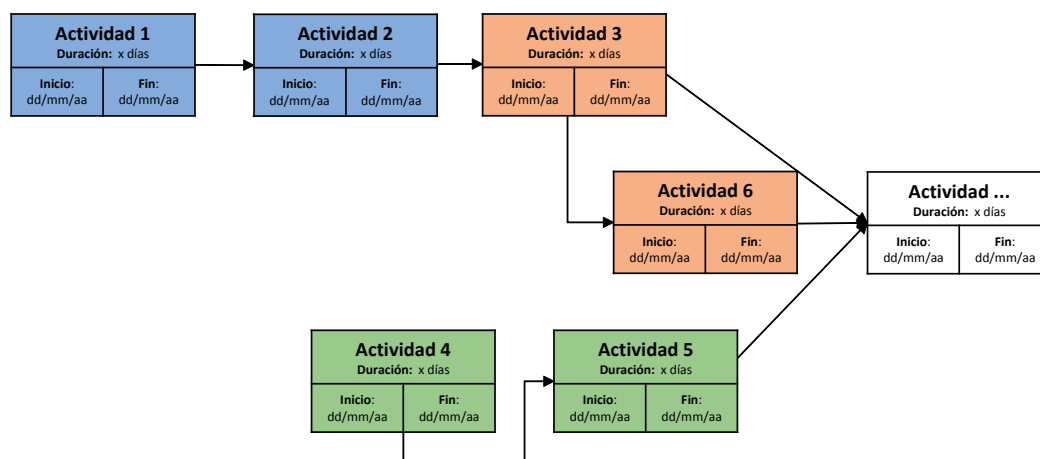 Actividad 1
Duración: x días
Inicio:
dd/mm/aa
Fin:
dd/mm/aa
Actividad 2
Duración: x días
Inicio:
dd/mm/aa
Fin:
dd/mm/aa
Actividad 3
Duración: x días
Inicio:
dd/mm/aa
Fin:
dd/mm/aa
Actividad 6
Duración: x días
Inicio:
dd/mm/aa
Fin:
dd/mm/aa
Actividad ...
Duración: x días
Inicio:
dd/mm/aa
Fin:
dd/mm/aa
Actividad 4
Duración: x días
Inicio:
dd/mm/aa
Fin:
dd/mm/aa
Actividad 5
Duración: x días
Inicio:
dd/mm/aa
Fin:
dd/mm/aa